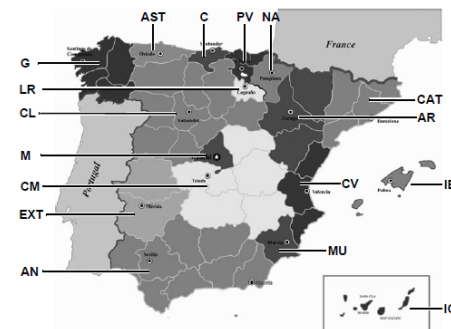 AST
C
PV
NA
Santander
Oviedo
France
G
Pamplona
LR
Logroño
CAT
CL
Valladolid
Barcelona
AR
M
Toledo
CM
Portugal
CV
Valencia
Palma
IB
EXT
Mérida
Murcia
Sevilla
MU
AN
Almería
IC